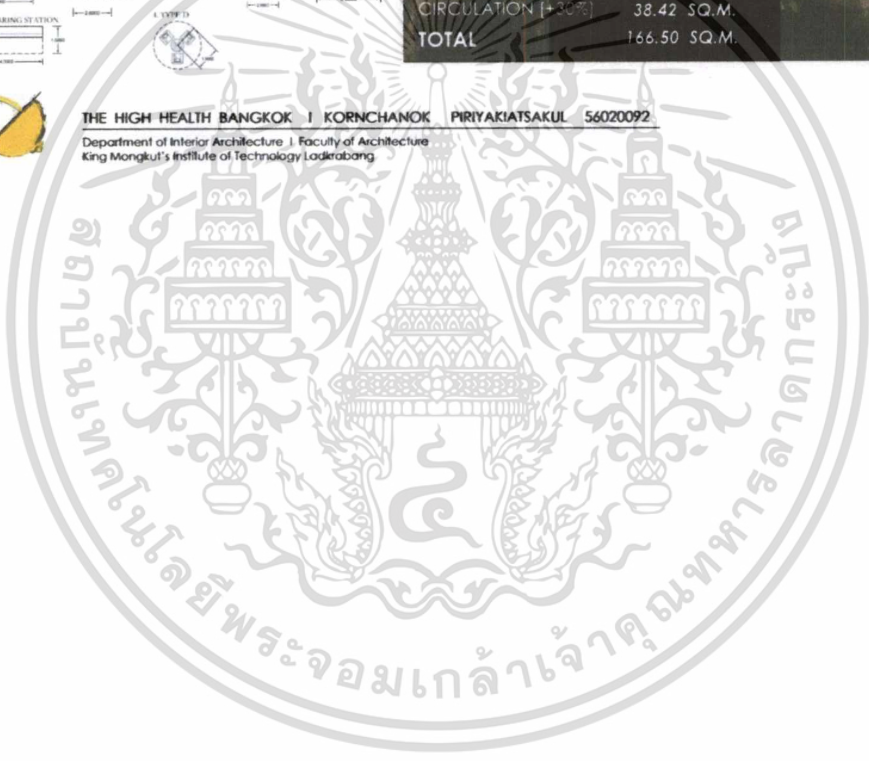 CIRCULATION [+30%] 38.42 SQ.M.
TOTAL 166.50 SQ.M.
THE HIGH HEALTH BANGKOK | KORNCHANOK PIRIYAKIATSAKUL 56020092
Department of Interior Architecture | Faculty of Architecture
King Mongkut's Institute of Technology Ladkrabang
สถาบันเทคโนโลยีพระจอมเกล้าเจ้าคุณทหารลาดกระบัง